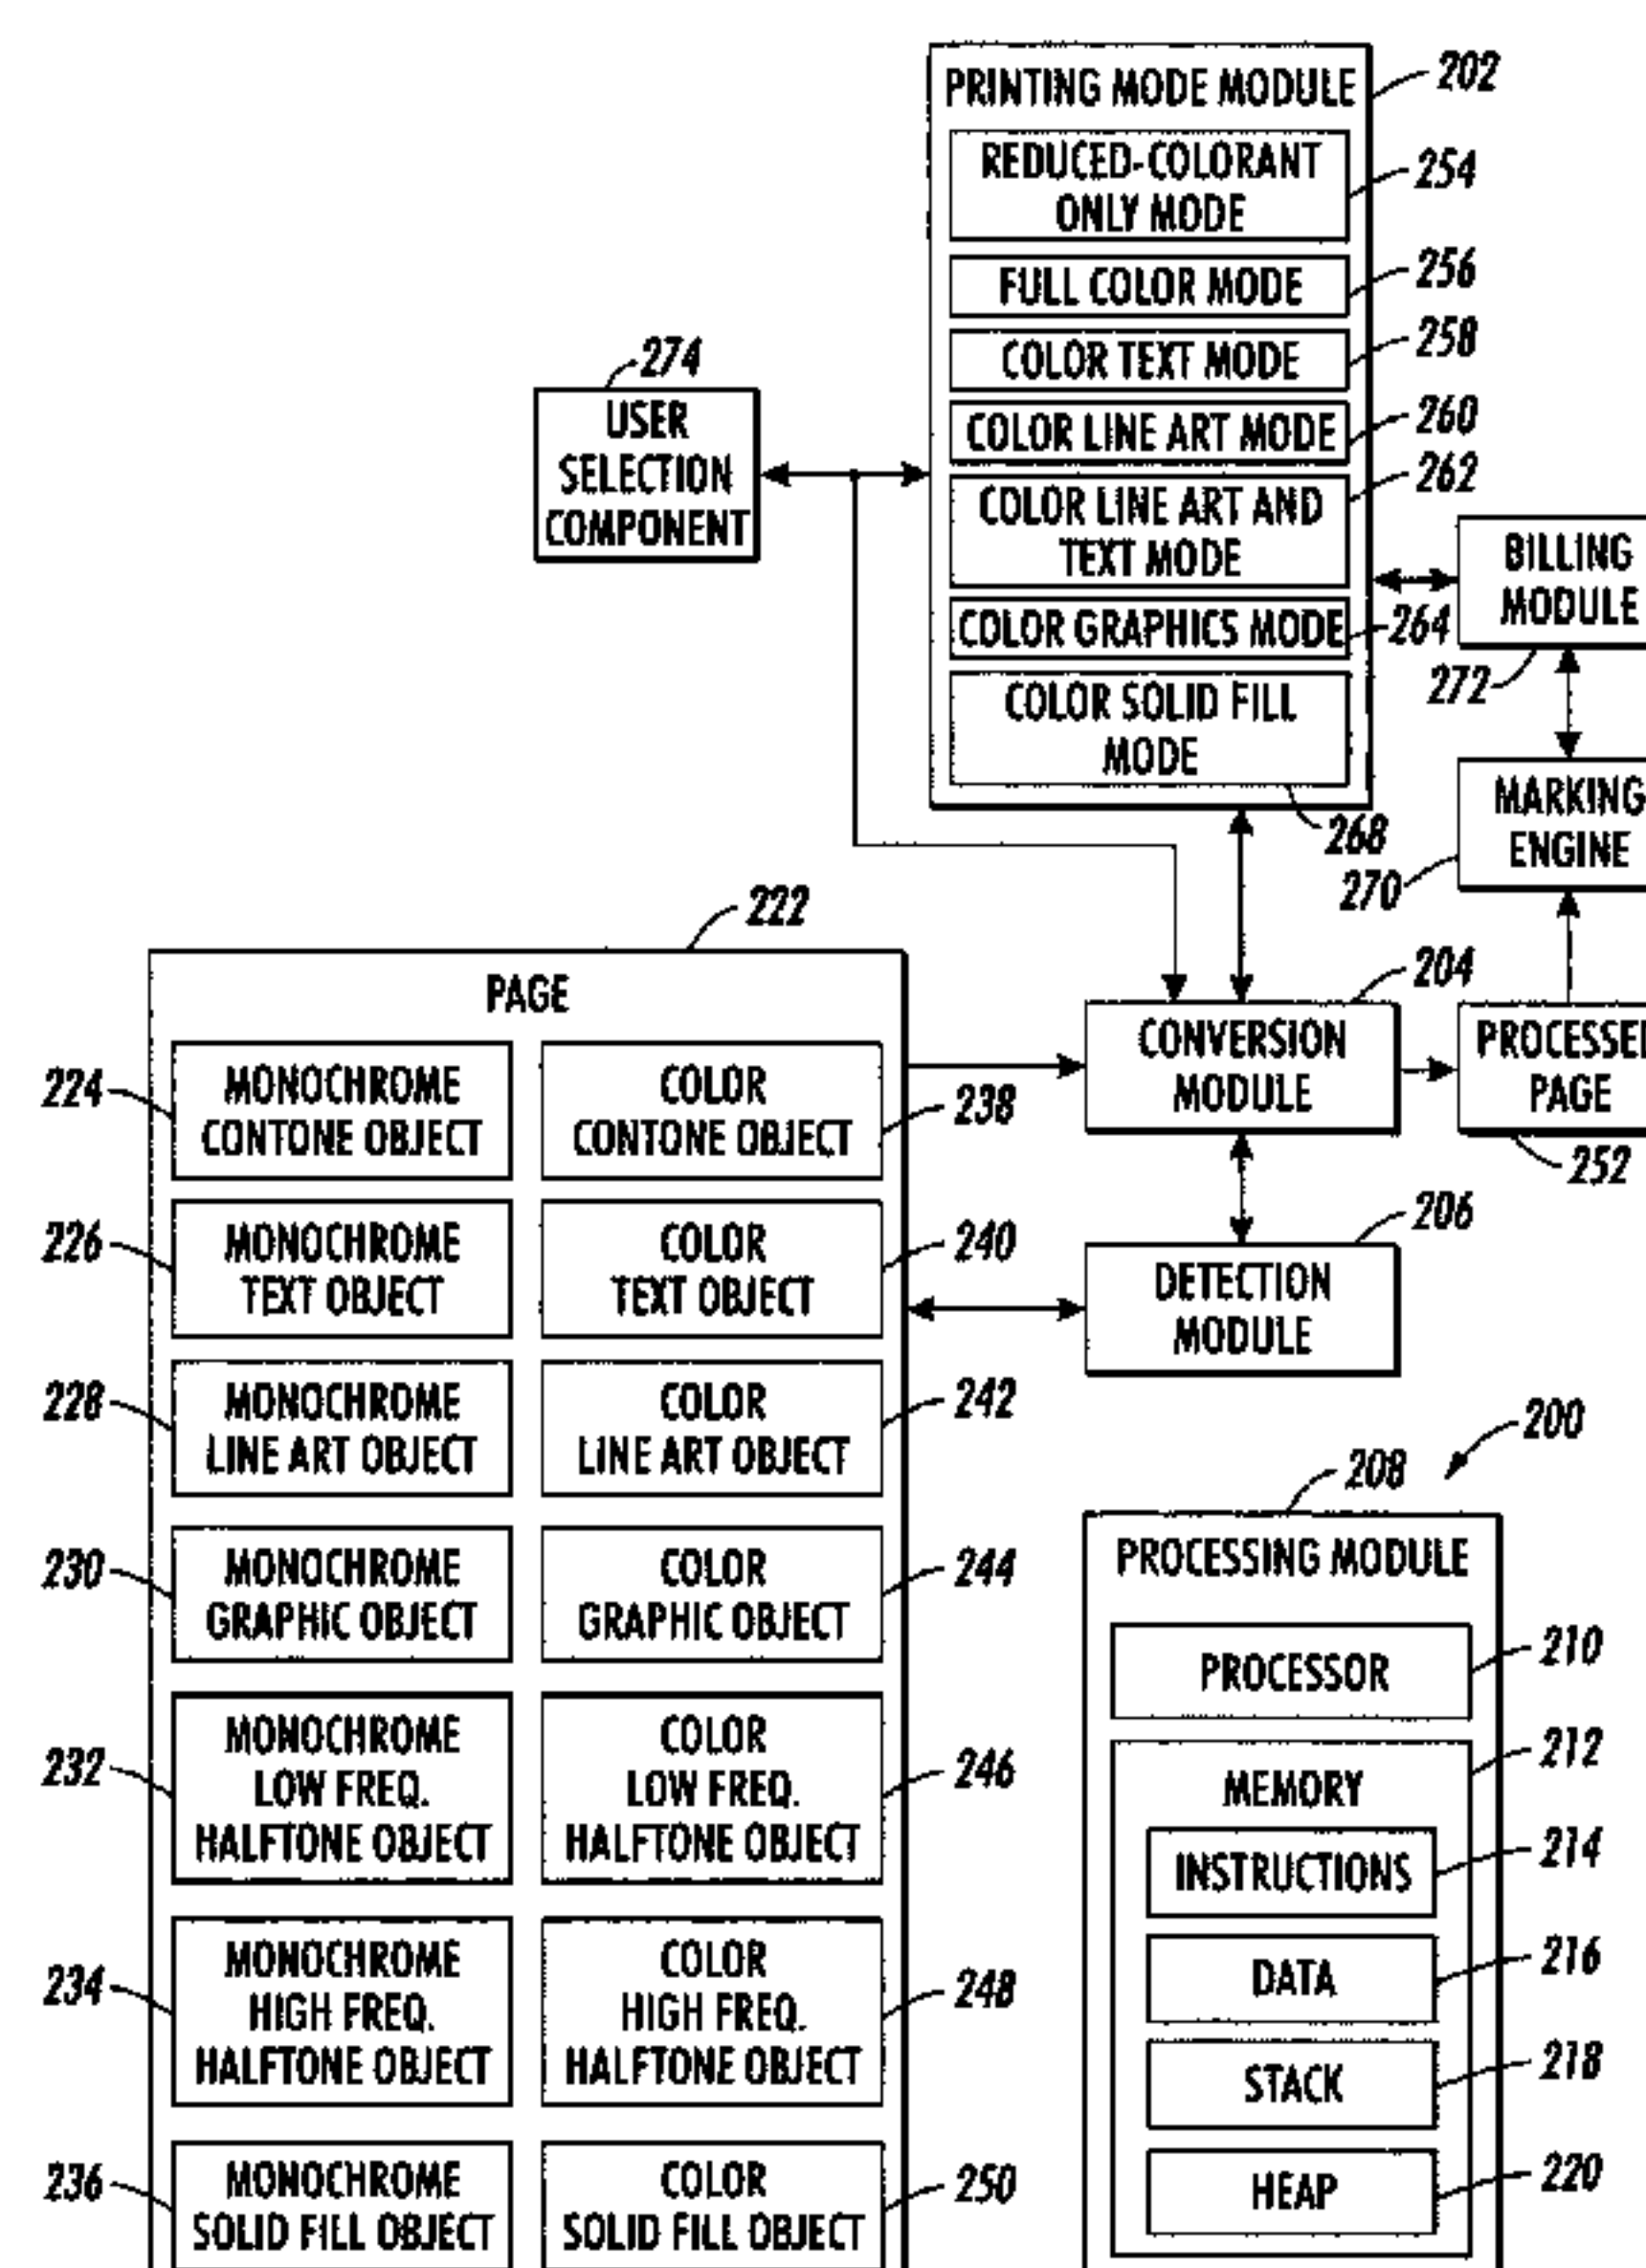 PRINTING MODE MODULE
202
REDUCED-COLORANT
ONLY MODE
254
FULL COLOR MODE
256
COLOR TEXT MODE
258
COLOR LINE ART MODE
260
COLOR LINE ART AND
TEXT MODE
262
COLOR GRAPHICS MODE
264
COLOR SOLID FILL
MODE
268
274
USER
SELECTION
COMPONENT
BILLING
MODULE
272
MARKING
ENGINE
270
222
PAGE
224
MONOCHROME
CONTONE OBJECT
COLOR
CONTONE OBJECT
238
226
MONOCHROME
TEXT OBJECT
COLOR
TEXT OBJECT
240
228
MONOCHROME
LINE ART OBJECT
COLOR
LINE ART OBJECT
242
230
MONOCHROME
GRAPHIC OBJECT
COLOR
GRAPHIC OBJECT
244
232
MONOCHROME
LOW FREQ.
HALFTONE OBJECT
COLOR
LOW FREQ.
HALFTONE OBJECT
246
234
MONOCHROME
HIGH FREQ.
HALFTONE OBJECT
COLOR
HIGH FREQ.
HALFTONE OBJECT
248
236
MONOCHROME
SOLID FILL OBJECT
COLOR
SOLID FILL OBJECT
250
204
CONVERSION
MODULE
PROCESSED
PAGE
252
206
DETECTION
MODULE
200
208
PROCESSING MODULE
PROCESSOR
210
MEMORY
212
INSTRUCTIONS
214
DATA
216
STACK
218
HEAP
220